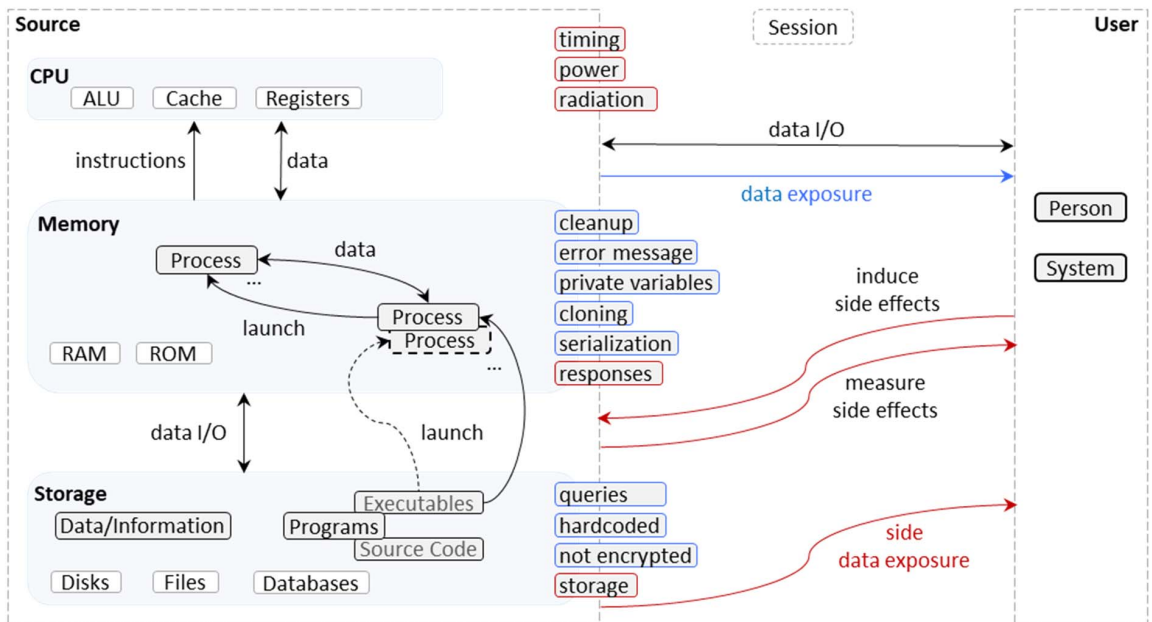 Source
Session
User
timing
power
radiation
CPU
ALU
Cache
Registers
data I/O
instructions
data
data exposure
Memory
cleanup
error message
private variables
cloning
serialization
responses
Person
System
data
Process
...
launch
Process
Process
...
RAM
ROM
induce
side effects
measure
side effects
data I/O
launch
Storage
Executables
Data/Information
Programs
Source Code
Disks
Files
Databases
queries
hardcoded
not encrypted
storage
side
data exposure